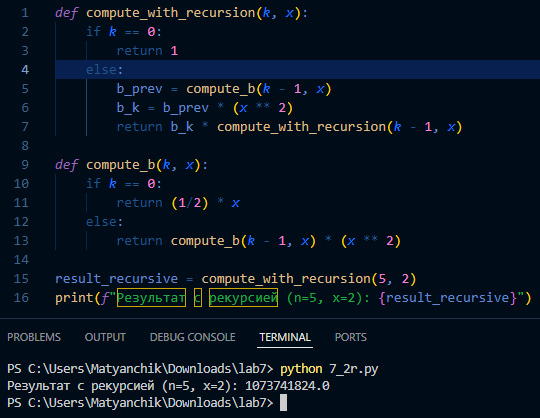 1 def compute_with_recursion(k, x):
2     if k == 0:
3         return 1
4     else:
5         b_prev = compute_b(k - 1, x)
6         b_k = b_prev * (x ** 2)
7         return b_k * compute_with_recursion(k - 1, x)
8
9 def compute_b(k, x):
10     if k == 0:
11         return (1/2) * x
12     else:
13         return compute_b(k - 1, x) * (x ** 2)
14
15 result_recursive = compute_with_recursion(5, 2)
16 print(f"Результат с рекурсией (n=5, x=2): {result_recursive}")
PROBLEMS OUTPUT DEBUG CONSOLE TERMINAL PORTS
PS C:\Users\Matyanchik\Downloads\lab7> python 7_2r.py
Результат с рекурсией (n=5, x=2): 1073741824.0
PS C:\Users\Matyanchik\Downloads\lab7>